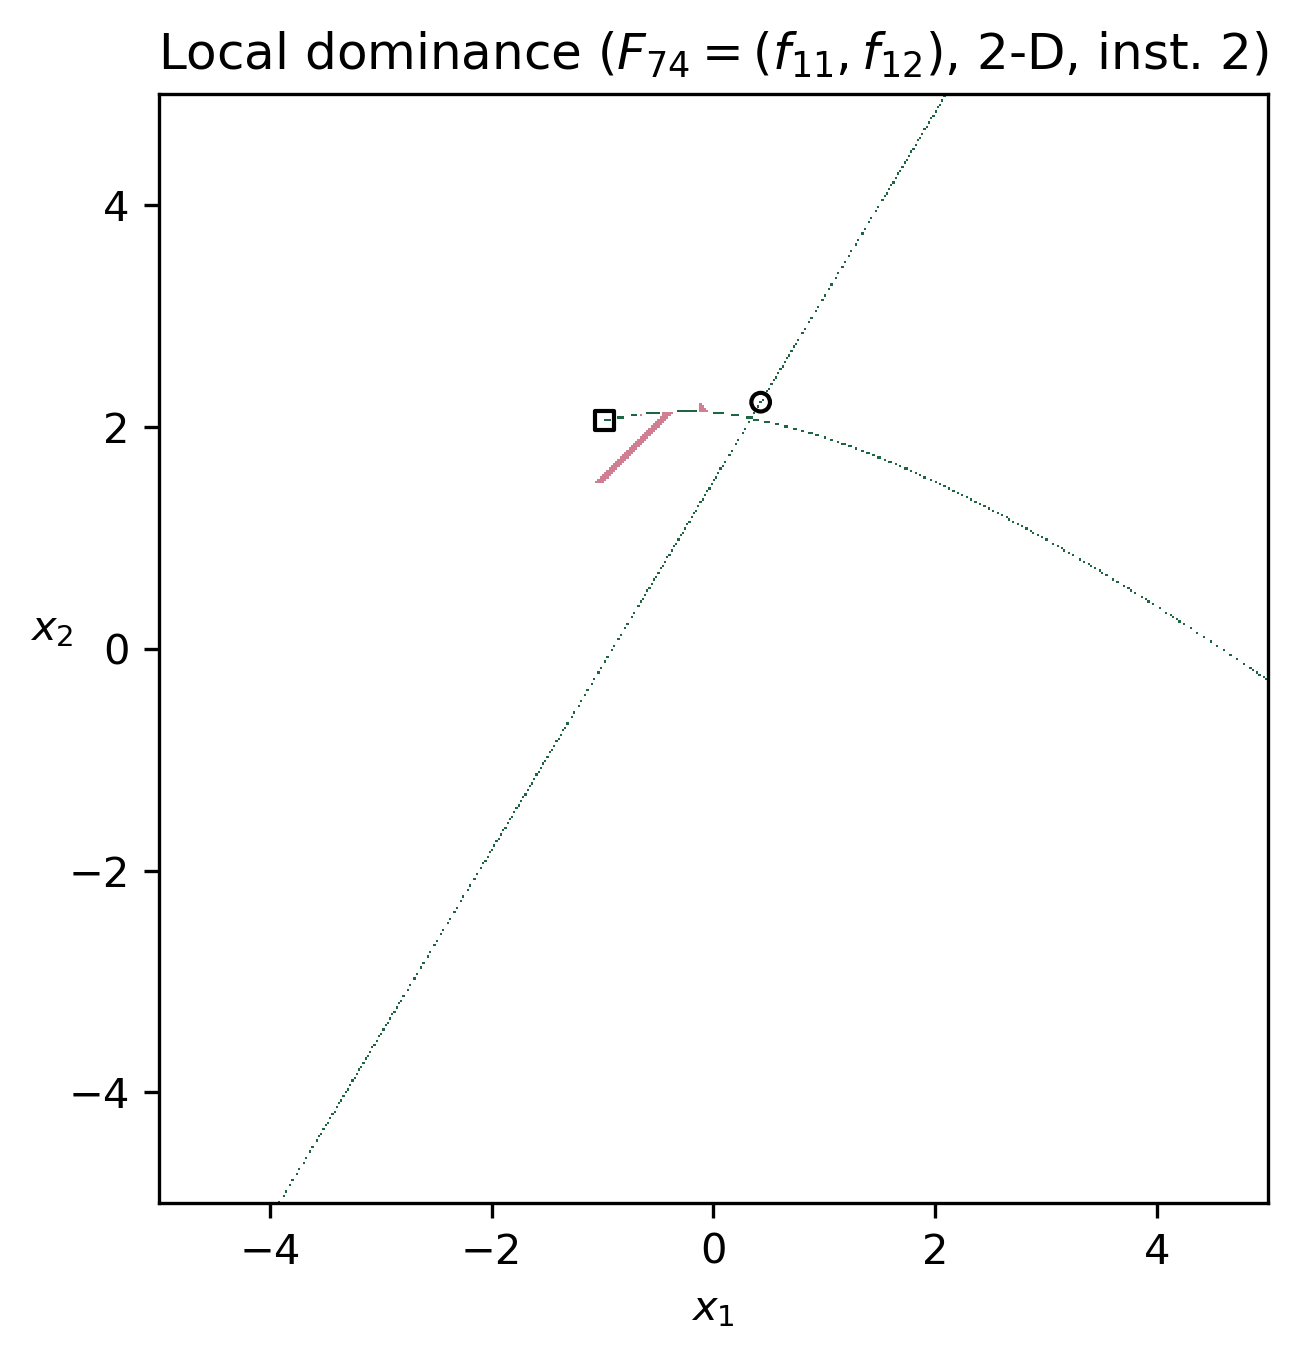 Local dominance (F₇₄ = (f₁₁, f₁₂), 2-D, inst. 2)
4
2
x₂ 0
−2
−4
−4 −2 0 2 4
x₁